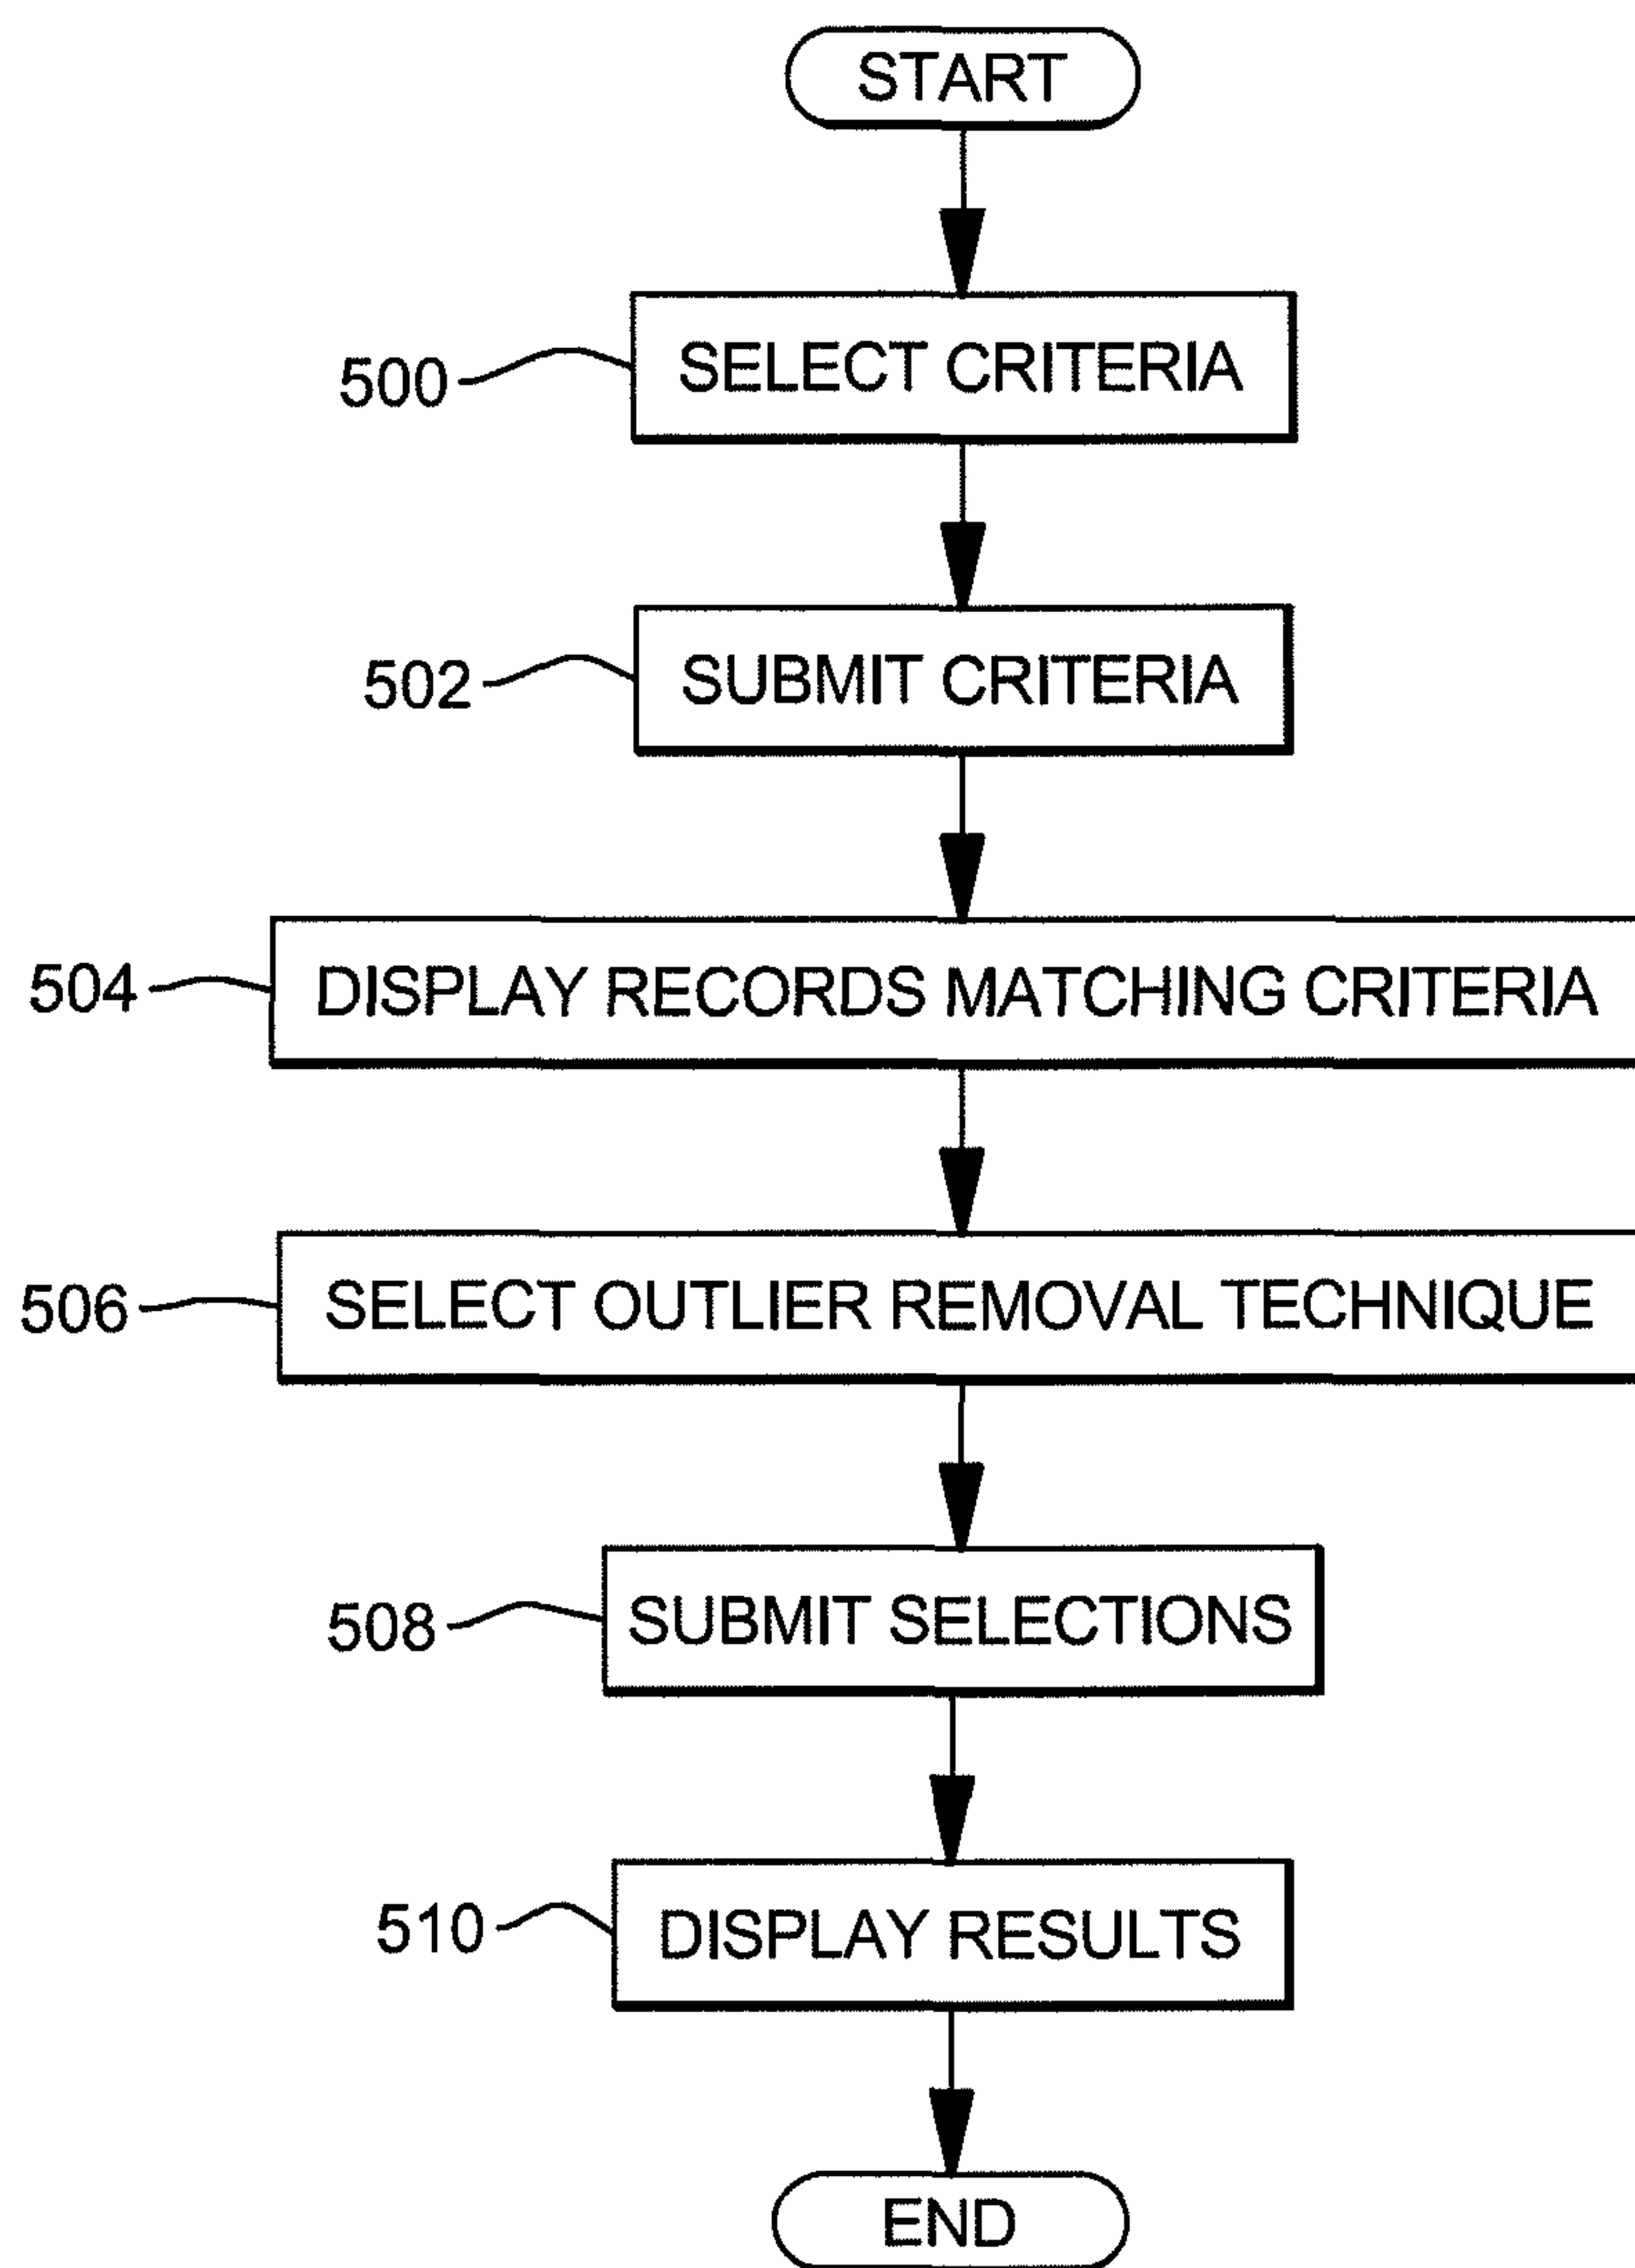 START
500
SELECT CRITERIA
502
SUBMIT CRITERIA
504
DISPLAY RECORDS MATCHING CRITERIA
506
SELECT OUTLIER REMOVAL TECHNIQUE
508
SUBMIT SELECTIONS
510
DISPLAY RESULTS
END